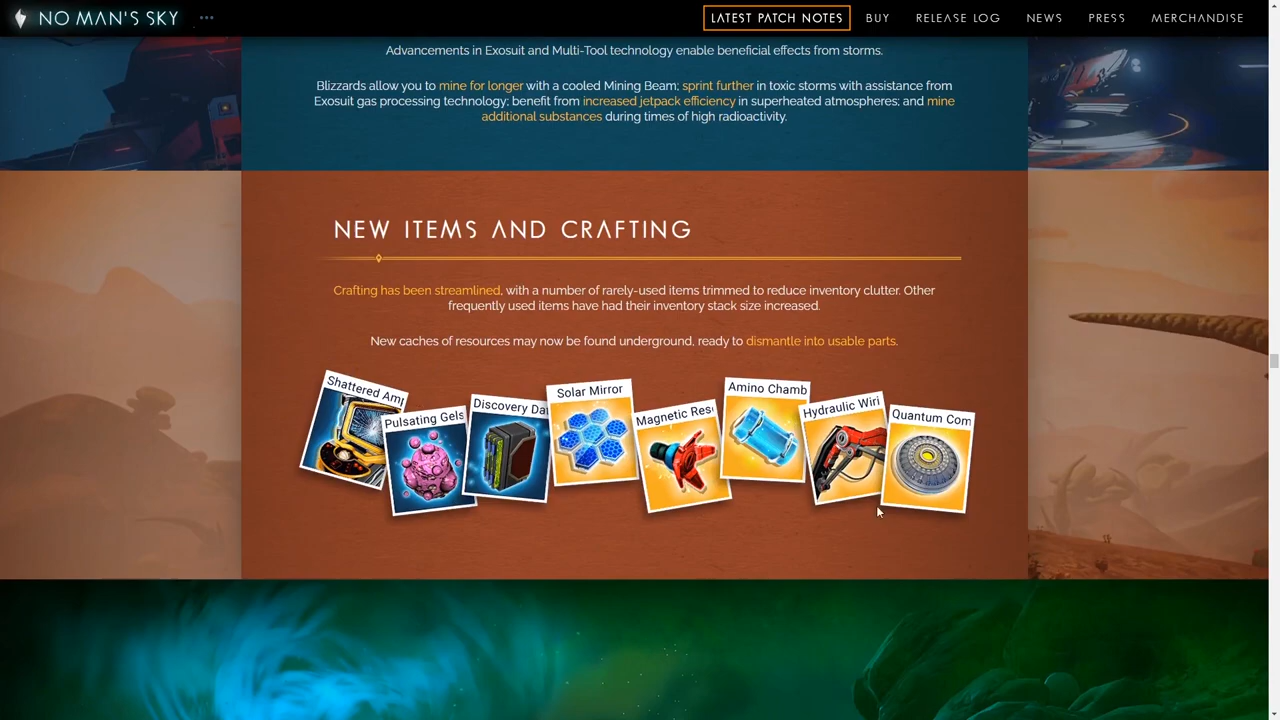 NO MAN'S SKY
LATEST PATCH NOTES
BUY
RELEASE LOG
NEWS
PRESS
MERCHANDISE
Advancements in Exosuit and Multi-Tool technology enable beneficial effects from storms.
Blizzards allow you to mine for longer with a cooled Mining Beam; sprint further in toxic storms with assistance from
Exosuit gas processing technology; benefit from increased jetpack efficiency in superheated atmospheres; and mine
additional substances during times of high radioactivity.
NEW ITEMS AND CRAFTING
Crafting has been streamlined, with a number of rarely-used items trimmed to reduce inventory clutter. Other
frequently used items have had their inventory stack size increased.
New caches of resources may now be found underground, ready to dismantle into usable parts.
Shattered Amp
Pulsating Gels
Discovery Da
Solar Mirror
Magnetic Res
Amino Chamb
Hydraulic Wiri
Quantum Com